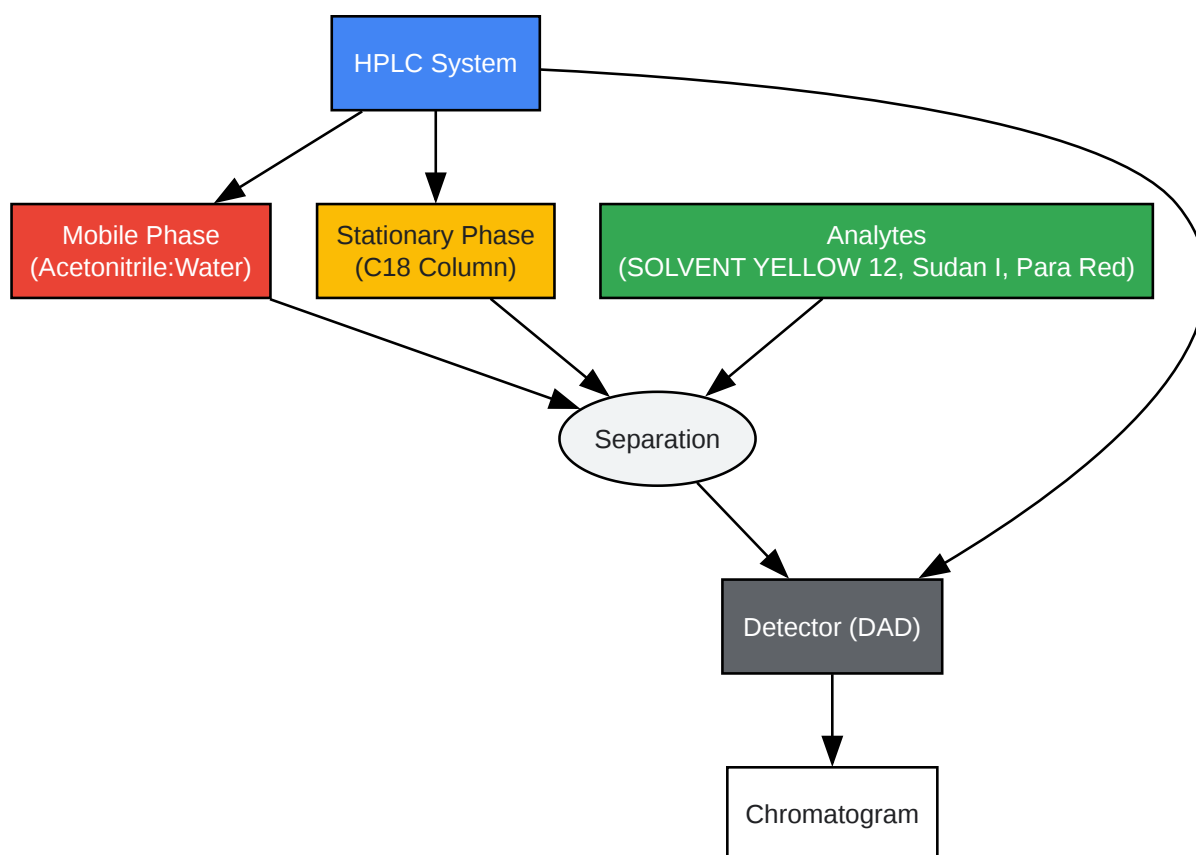 HPLC System
Mobile Phase
(Acetonitrile:Water)
Stationary Phase
(C18 Column)
Analytes
(SOLVENT YELLOW 12, Sudan I, Para Red)
Separation
Detector (DAD)
Chromatogram